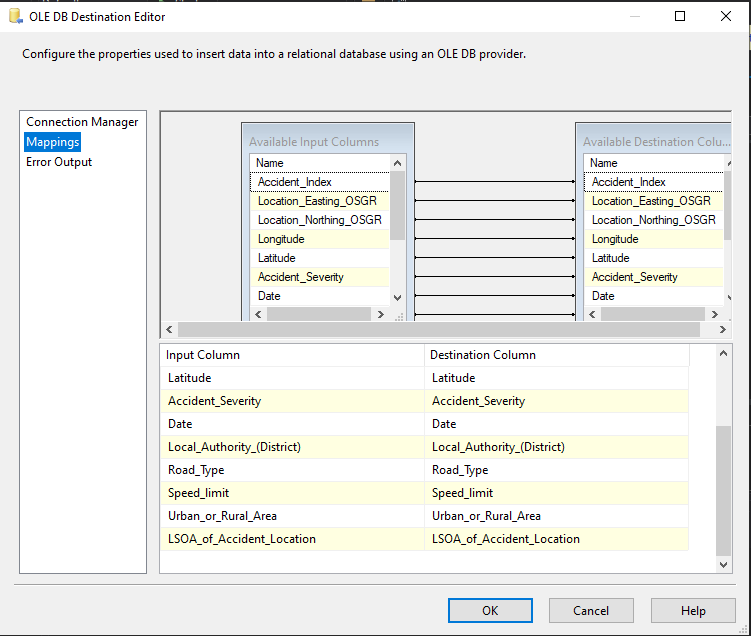 OLE DB Destination Editor
Configure the properties used to insert data into a relational database using an OLE DB provider.
Connection Manager
Mappings
Error Output
Available Input Columns
Name
Accident_Index
Location_Easting_OSGR
Location_Northing_OSGR
Longitude
Latitude
Accident_Severity
Date
Available Destination Colu...
Name
Accident_Index
Location_Easting_OSGR
Location_Northing_OSGR
Longitude
Latitude
Accident_Severity
Date
Input Column Destination Column
Latitude Latitude
Accident_Severity Accident_Severity
Date Date
Local_Authority_(District) Local_Authority_(District)
Road_Type Road_Type
Speed_limit Speed_limit
Urban_or_Rural_Area Urban_or_Rural_Area
LSOA_of_Accident_Location LSOA_of_Accident_Location
OK Cancel Help